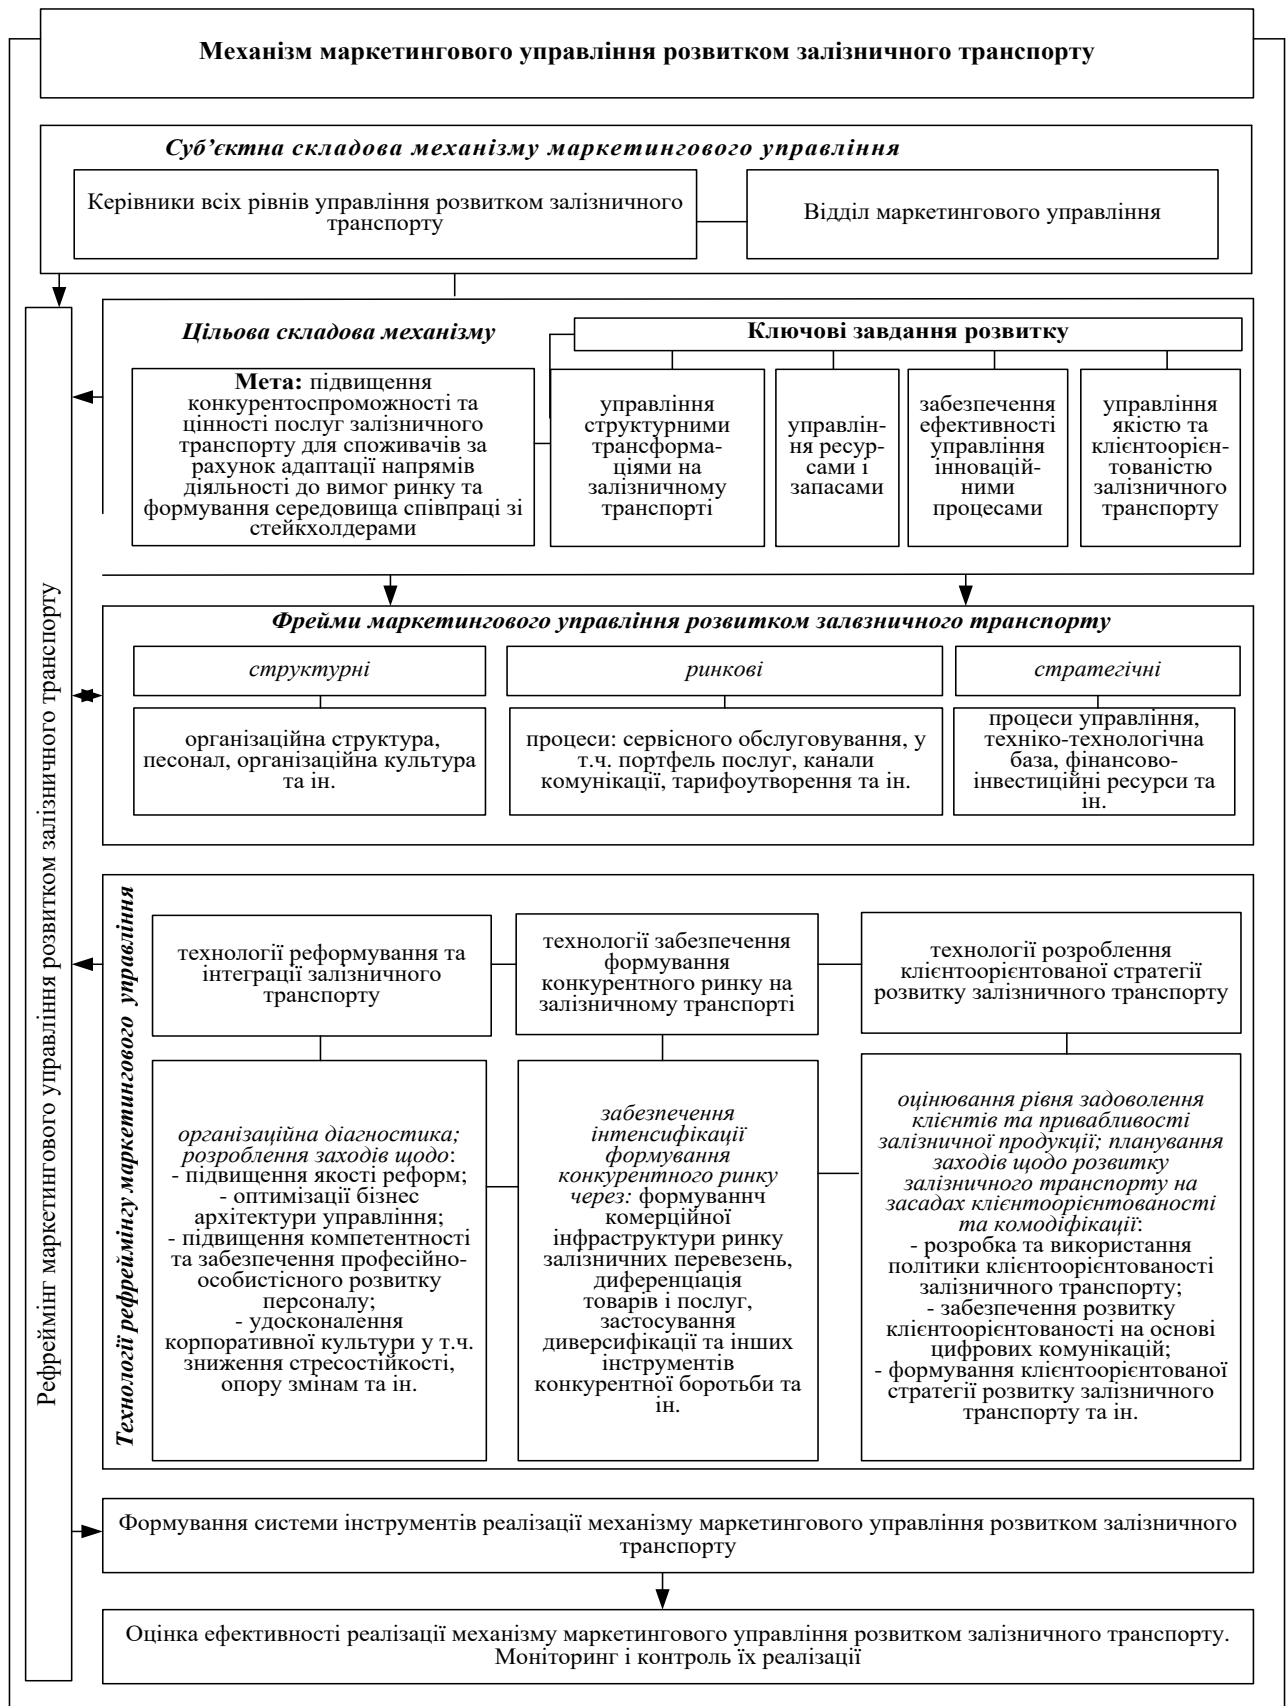 Механізм маркетингового управління розвитком залізничного транспорту
Суб’єктна складова механізму маркетингового управління
Керівники всіх рівнів управління розвитком залізничного
транспорту
Відділ маркетингового управління
Рефреймінг маркетингового управління розвитком залізничного транспорту
Цільова складова механізму
Мета: підвищення
конкурентоспроможності та
цінності послуг залізничного
транспорту для споживачів за
рахунок адаптації напрямів
діяльності до вимог ринку та
формування середовища співпраці зі
стейкхолдерами
Ключові завдання розвитку
управління
структурними
трансформа-
ціями на
залізничному
транспорті
управлін-
ня ресур-
сами і
запасами
забезпечення
ефективності
управління
інновацій-
ними
процесами
управління
якістю та
клієнтоорієн-
тованістю
залізничного
транспорту
Фрейми маркетингового управління розвитком залвзничного транспорту
структурні
ринкові
стратегічні
організаційна структура,
песонал, організаційна культура
та ін.
процеси: сервісного обслуговування, у
т.ч. портфель послуг, канали
комунікації, тарифоутворення та ін.
процеси управління,
техніко-технологічна
база, фінансово-
інвестиційні ресурси та
ін.
Технології рефреймінгу маркетингового управління
технології реформування та
інтеграції залізничного
транспорту
технології забезпечення
формування
конкурентного ринку на
залізничному транспорті
технології розроблення
клієнтоорієнтованої стратегії
розвитку залізничного транспорту
організаційна діагностика;
розроблення заходів щодо:
- підвищення якості реформ;
- оптимізації бізнес
архітектури управління;
- підвищення компетентності
та забезпечення професійно-
особистісного розвитку
персоналу;
- удосконалення
корпоративної культури у т.ч.
зниження стресостійкості,
опору змінам та ін.
забезпечення
інтенсифікації
формування
конкурентного ринку
через: формуваннч
комерційної
інфраструктури ринку
залізничних перевезень,
диференціація
товарів і послуг,
застосування
диверсифікації та інших
інструментів
конкурентної боротьби та
ін.
оцінювання рівня задоволення
клієнтів та привабливості
залізничної продукції; планування
заходів щодо розвитку
залізничного транспорту на
засадах клієнтоорієнтованості
та комодіфікації:
- розробка та використання
політики клієнтоорієнтованості
залізничного транспорту;
- забезпечення розвитку
клієнтоорієнтованості на основі
цифрових комунікацій;
- формування клієнтоорієнтованої
стратегії розвитку залізничного
транспорту та ін.
Формування системи інструментів реалізації механізму маркетингового управління розвитком залізничного
транспорту
Оцінка ефективності реалізації механізму маркетингового управління розвитком залізничного транспорту.
Моніторинг і контроль їх реалізації